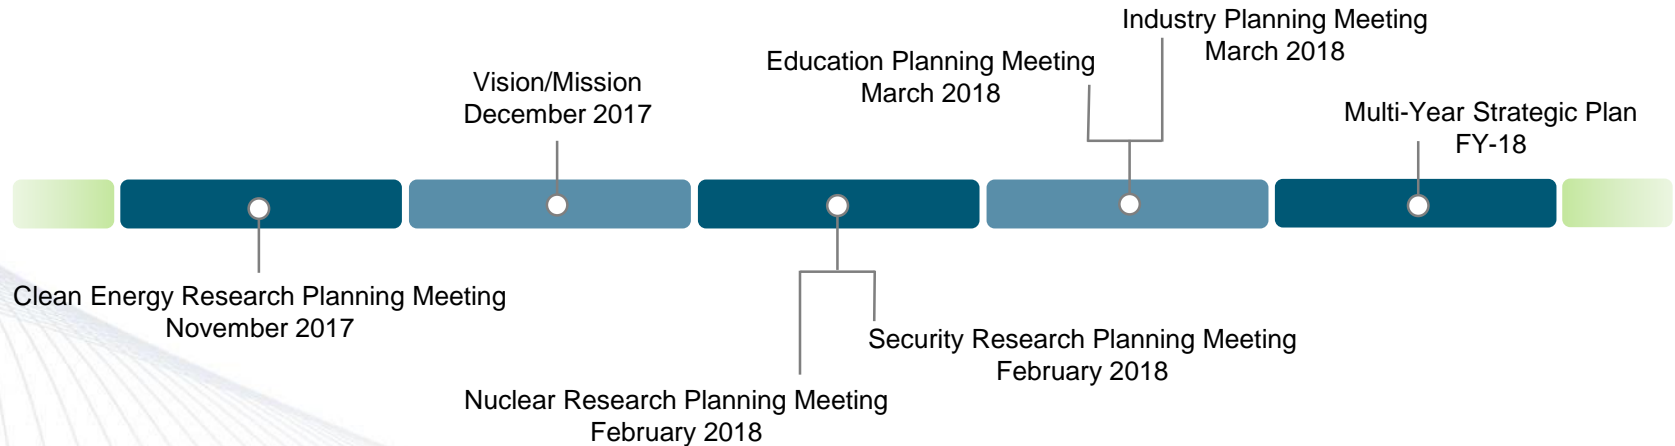 Clean Energy Research Planning Meeting
November 2017
Vision/Mission
December 2017
Nuclear Research Planning Meeting
February 2018
Security Research Planning Meeting
February 2018
Education Planning Meeting
March 2018
Industry Planning Meeting
March 2018
Multi-Year Strategic Plan
FY-18